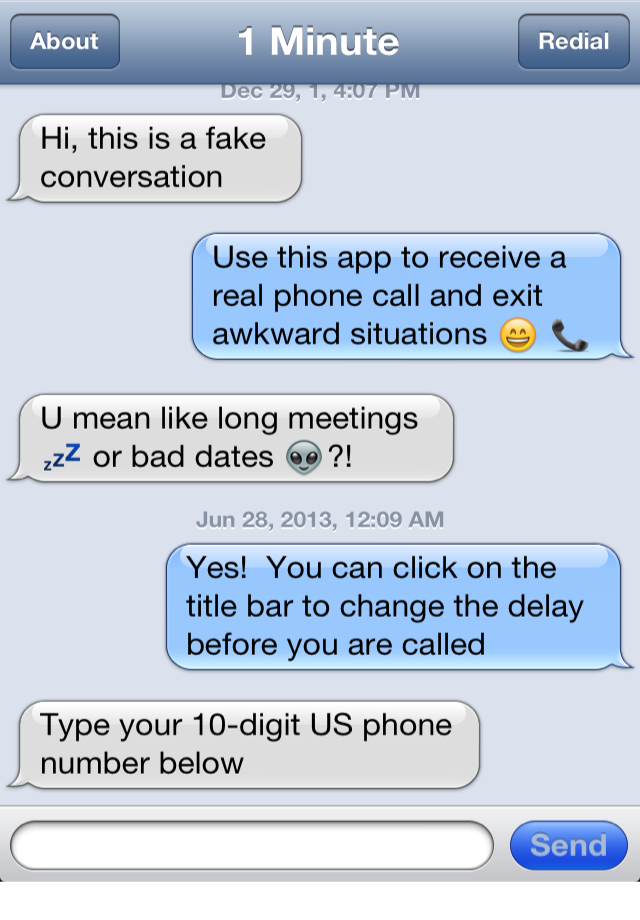 About 1 Minute Redial
Dec 29, 1, 4:07 PM
Hi, this is a fake
conversation
Use this app to receive a
real phone call and exit
awkward situations 😄 📞
U mean like long meetings
💤 or bad dates 👽?!
Jun 28, 2013, 12:09 AM
Yes!  You can click on the
title bar to change the delay
before you are called
Type your 10-digit US phone
number below
Send